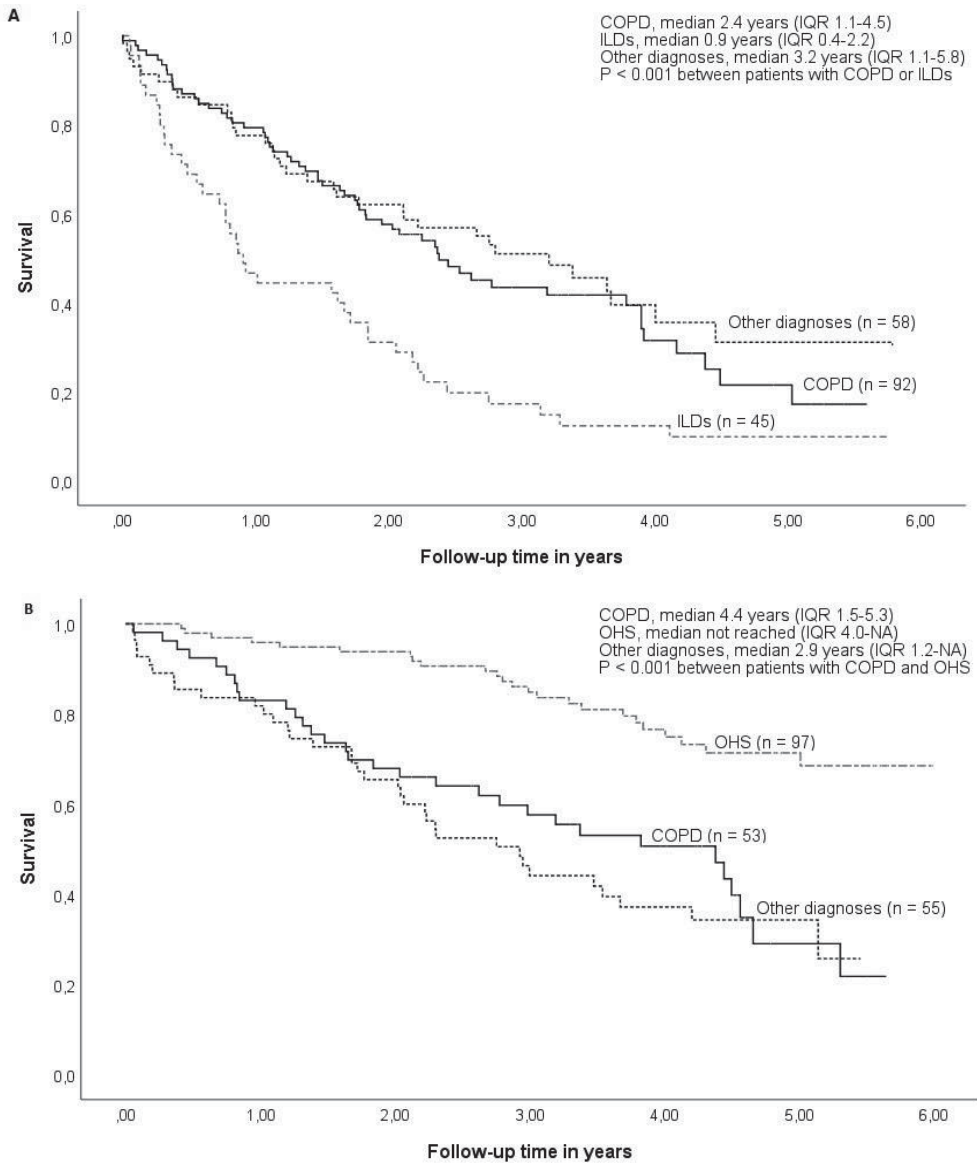 A
COPD, median 2.4 years (IQR 1.1-4.5)
ILDs, median 0.9 years (IQR 0.4-2.2)
Other diagnoses, median 3.2 years (IQR 1.1-5.8)
P < 0.001 between patients with COPD or ILDs
1,0
0,8
0,6
0,4
0,2
0,0
Survival
Other diagnoses (n = 58)
COPD (n = 92)
ILDs (n = 45)
,00 1,00 2,00 3,00 4,00 5,00 6,00
Follow-up time in years
B
COPD, median 4.4 years (IQR 1.5-5.3)
OHS, median not reached (IQR 4.0-NA)
Other diagnoses, median 2.9 years (IQR 1.2-NA)
P < 0.001 between patients with COPD and OHS
1,0
0,8
0,6
0,4
0,2
0,0
Survival
OHS (n = 97)
COPD (n = 53)
Other diagnoses (n = 55)
,00 1,00 2,00 3,00 4,00 5,00 6,00
Follow-up time in years